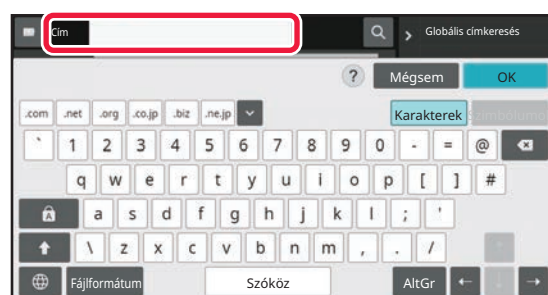 Cím > Globális címkeresés
? Mégsem OK
.com .net .org .co.jp .biz .ne.jp Karakterek
` 1 2 3 4 5 6 7 8 9 0 - = @
q w e r t y u i o p [ ] #
a s d f g h j k l ; '
\ z x c v b n m , . /
Fájlformátum Szóköz AltGr ← ↓ →